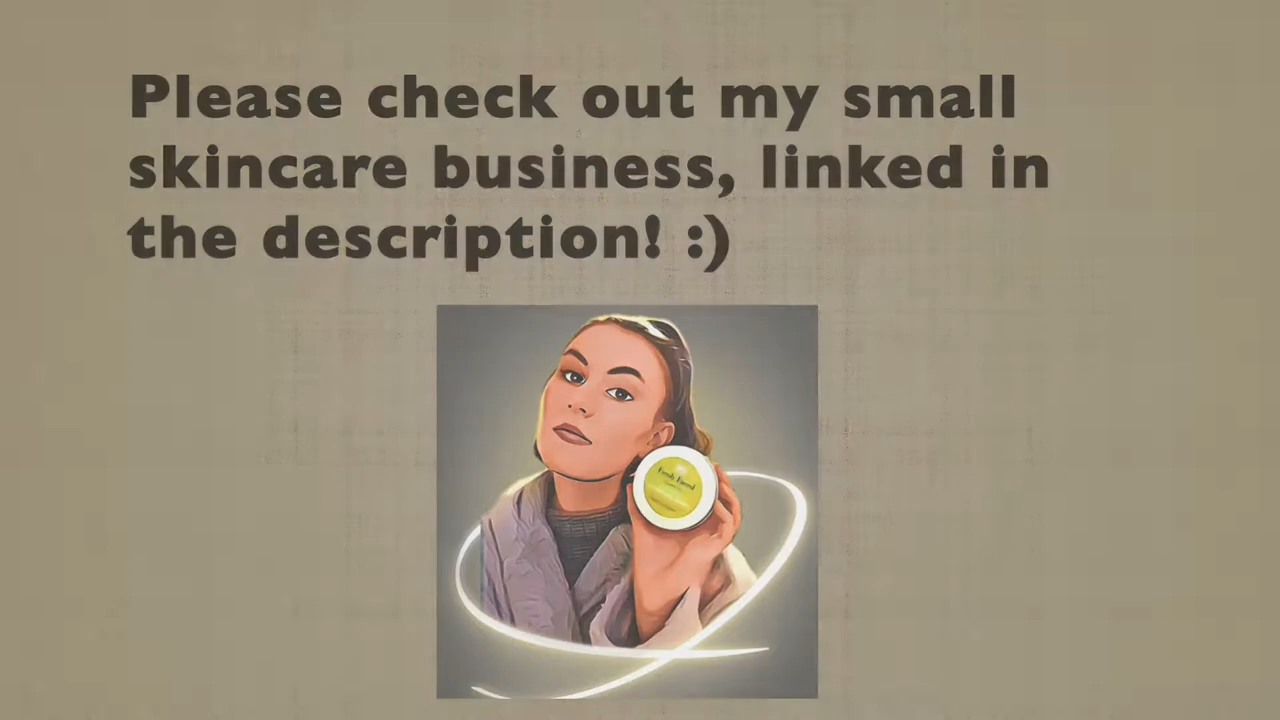 Please check out my small
skincare business, linked in
the description! :)